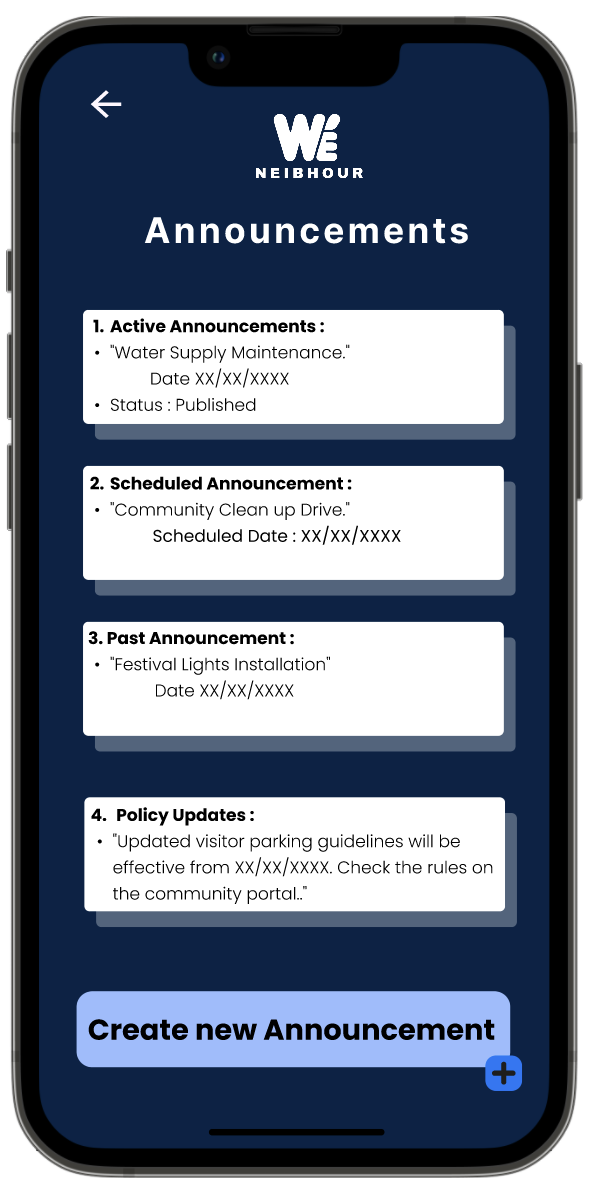 WE
NEIBHOUR
Announcements
1. Active Announcements :
• "Water Supply Maintenance."
Date XX/XX/XXXX
• Status : Published
2. Scheduled Announcement :
• "Community Clean up Drive."
Scheduled Date : XX/XX/XXXX
3. Past Announcement :
• "Festival Lights Installation"
Date XX/XX/XXXX
4. Policy Updates :
• "Updated visitor parking guidelines will be
effective from XX/XX/XXXX. Check the rules on
the community portal.."
Create new Announcement